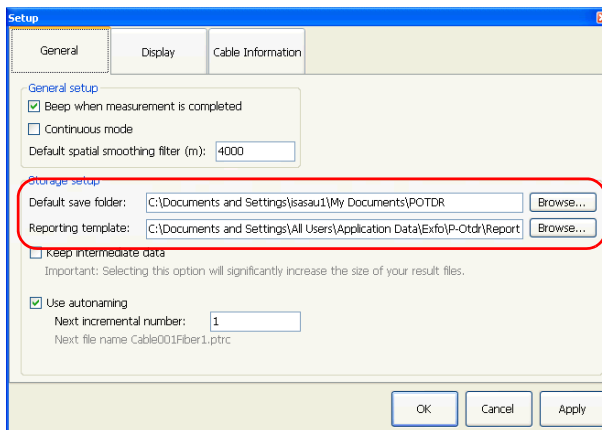 Setup
General
Display
Cable Information
General setup
Beep when measurement is completed
Continuous mode
Default spatial smoothing filter (m): 4000
Storage setup
Default save folder: C:\Documents and Settings\isasau1\My Documents\POTDR Browse...
Reporting template: C:\Documents and Settings\All Users\Application Data\Exfo\P-Otdr\Report Browse...
Keep intermediate data
Important: Selecting this option will significantly increase the size of your result files.
Use autonaming
Next incremental number: 1
Next file name Cable001Fiber1.ptrc
OK
Cancel
Apply